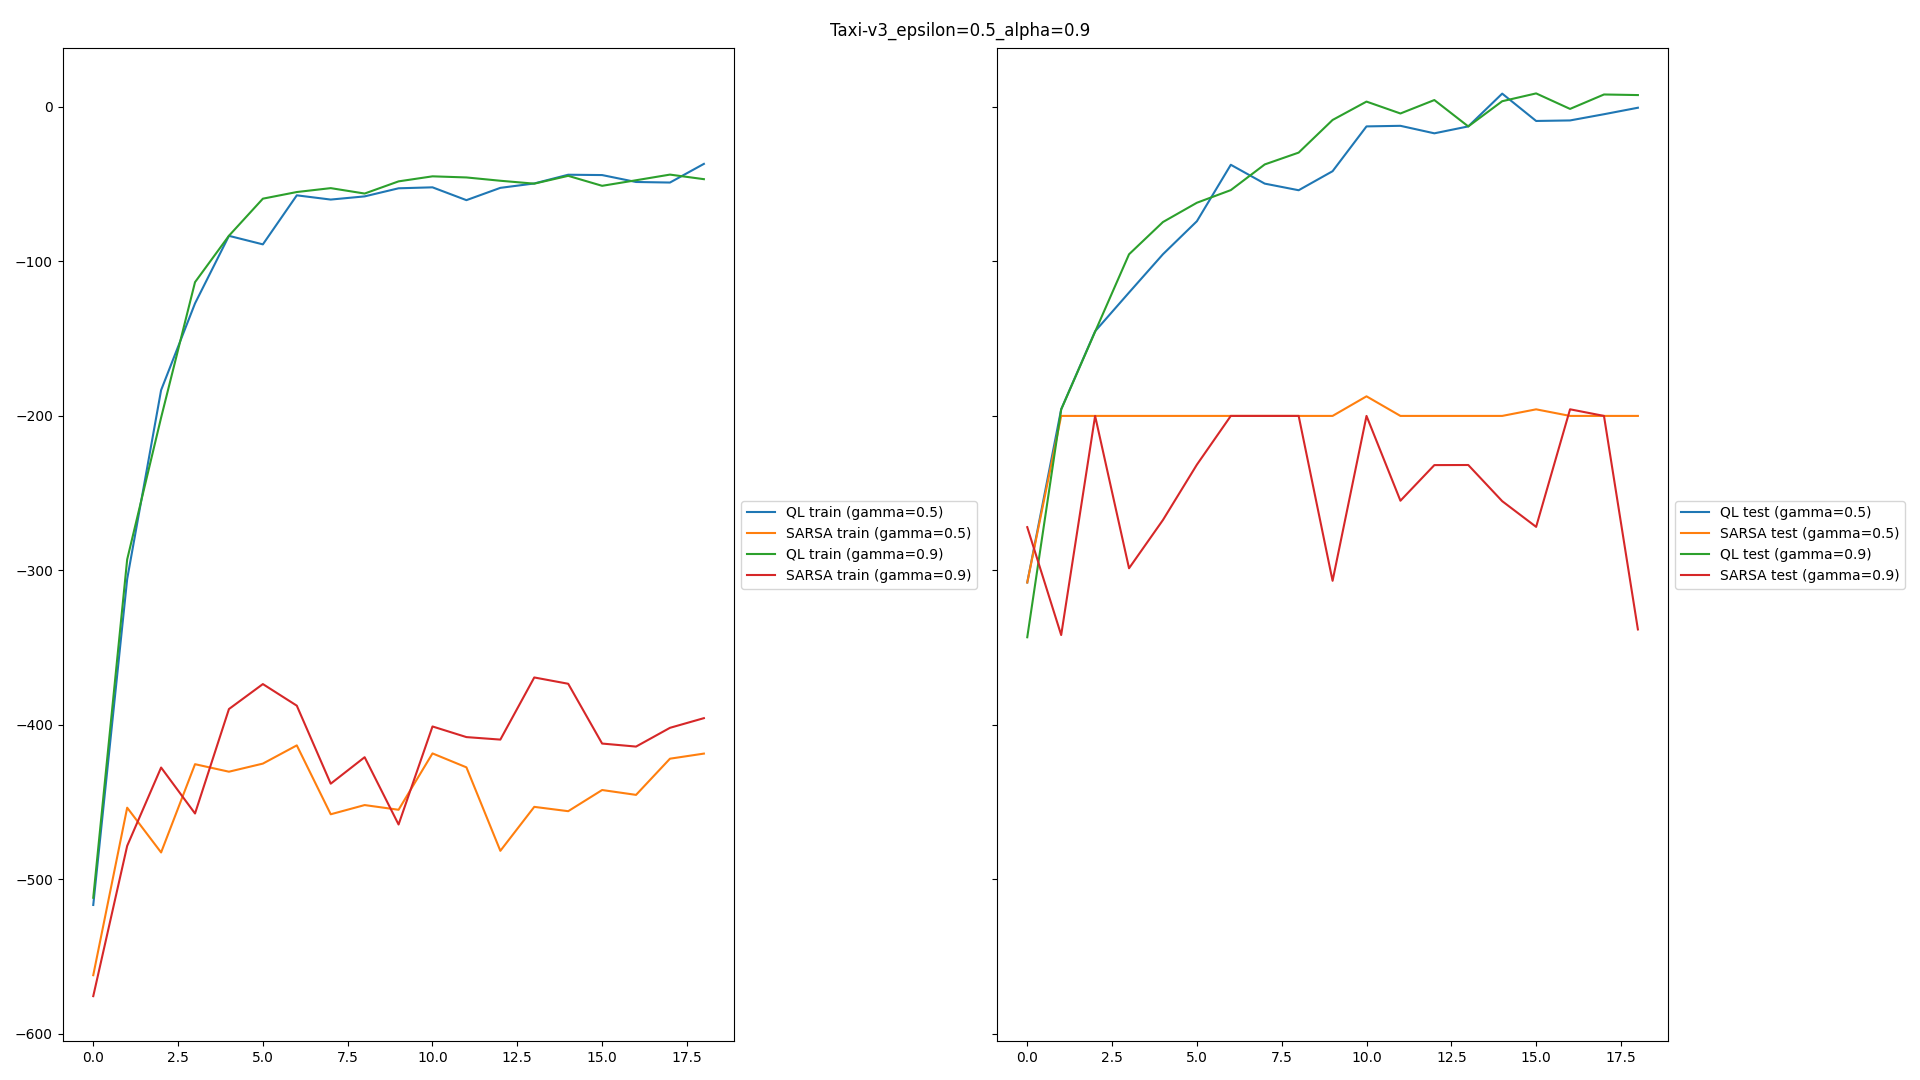 Taxi-v3_epsilon=0.5_alpha=0.9
0
−100
−200
−300
−400
−500
−600
0.0 2.5 5.0 7.5 10.0 12.5 15.0 17.5
QL train (gamma=0.5)
SARSA train (gamma=0.5)
QL train (gamma=0.9)
SARSA train (gamma=0.9)
0.0 2.5 5.0 7.5 10.0 12.5 15.0 17.5
QL test (gamma=0.5)
SARSA test (gamma=0.5)
QL test (gamma=0.9)
SARSA test (gamma=0.9)